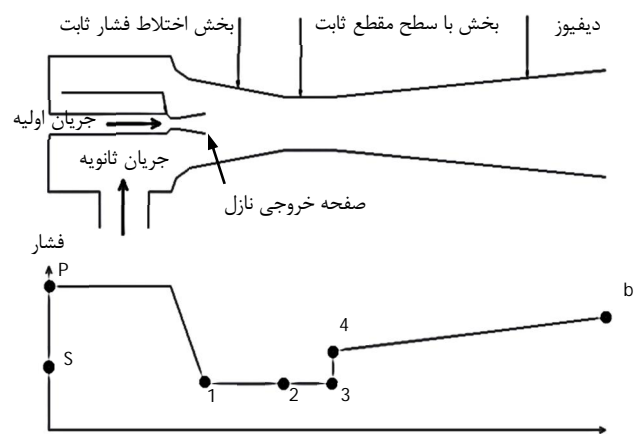 بخش اختلاط فشار ثابت
بخش با سطح مقطع ثابت
دیفیوز
جریان اولیه
جریان ثانویه
صفحه خروجی نازل
فشار
P
S
1
2
3
4
b